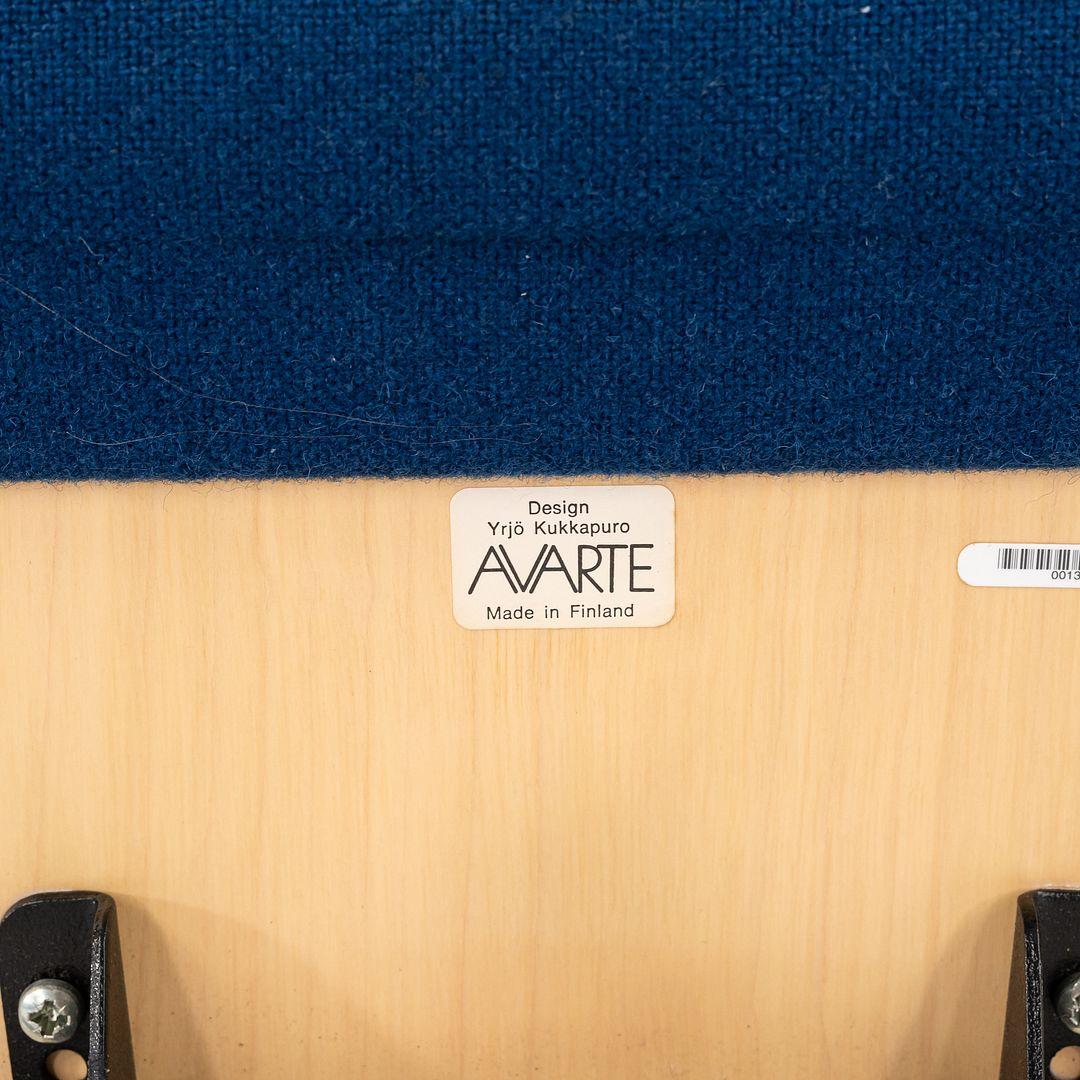 Design
Yrjö Kukkapuro
AVARTE
Made in Finland
0013